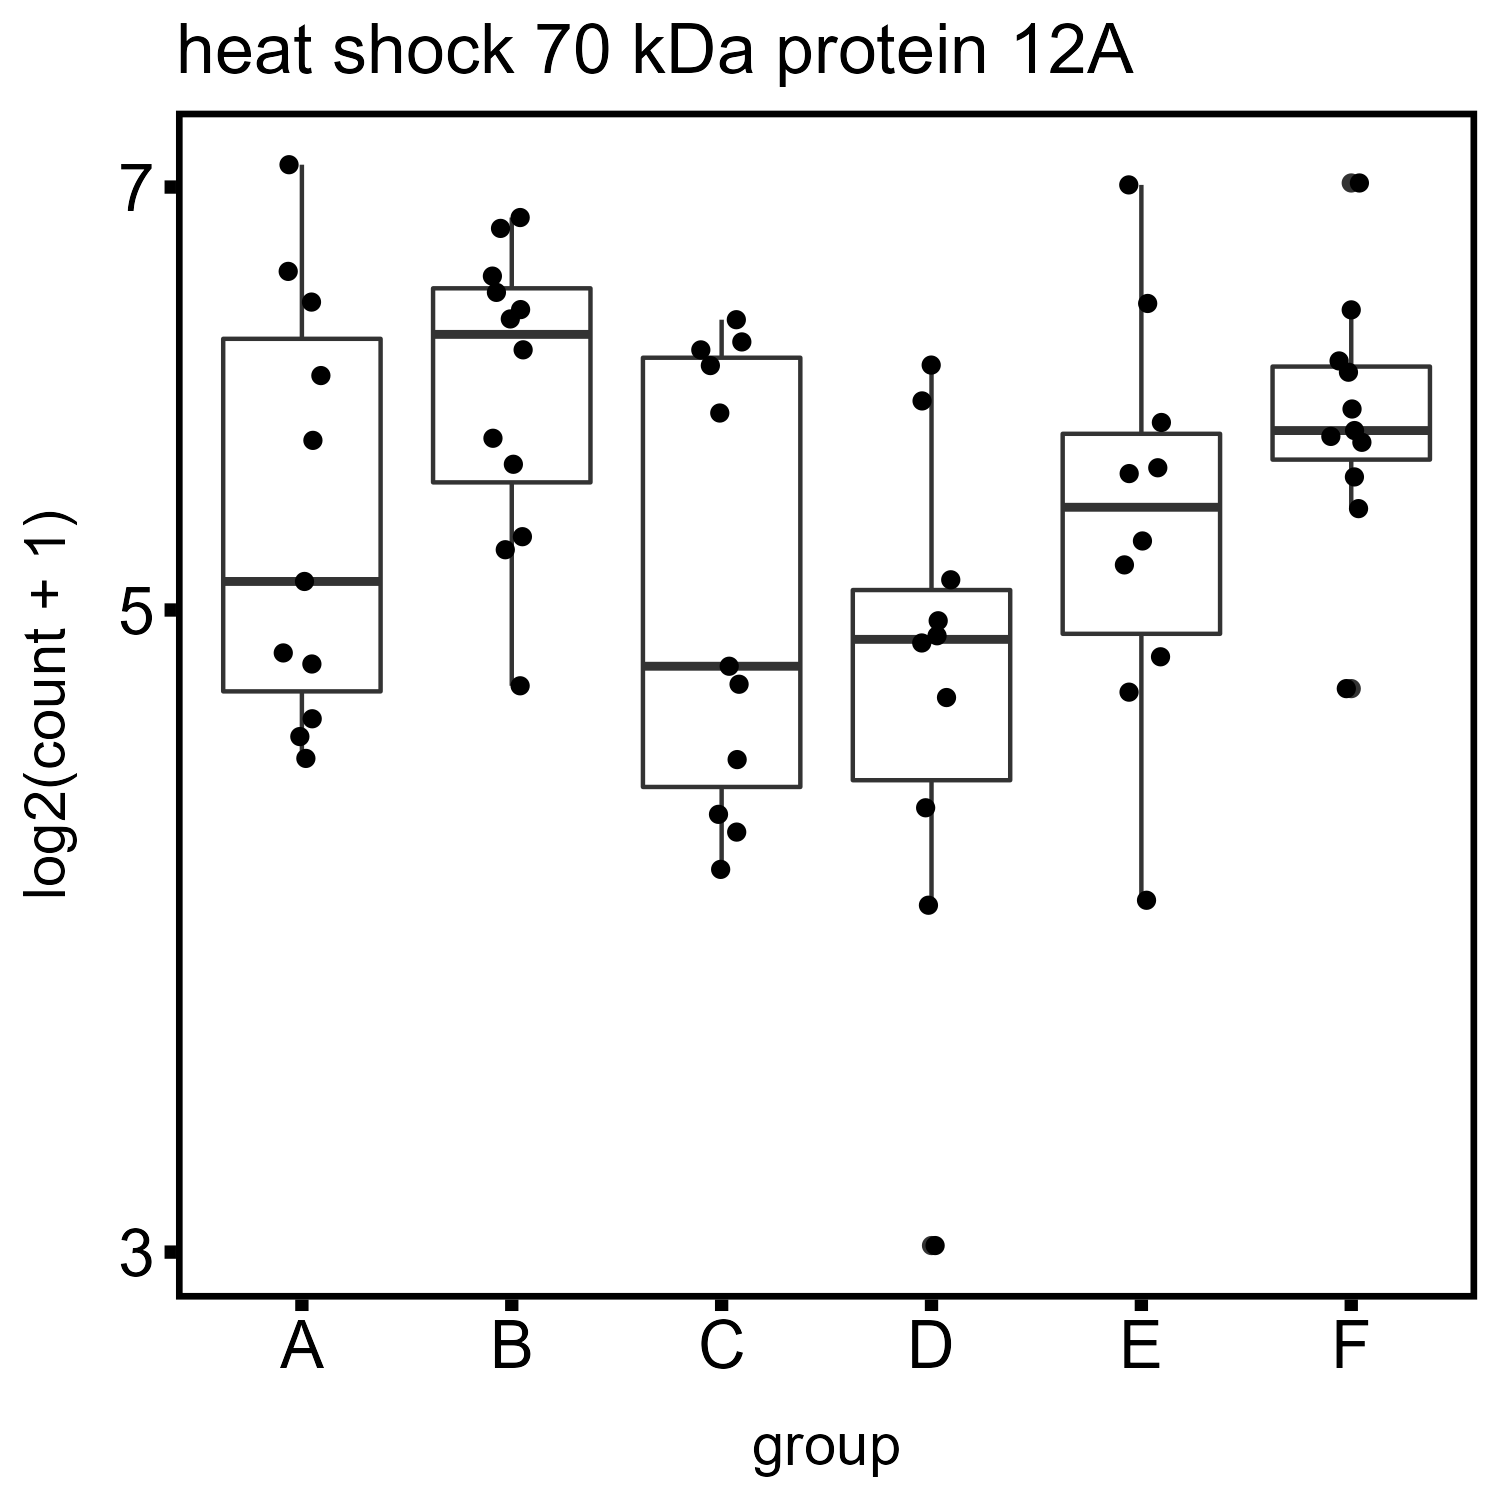 heat shock 70 kDa protein 12A
log2(count + 1)
7
5
3
A B C D E F
group